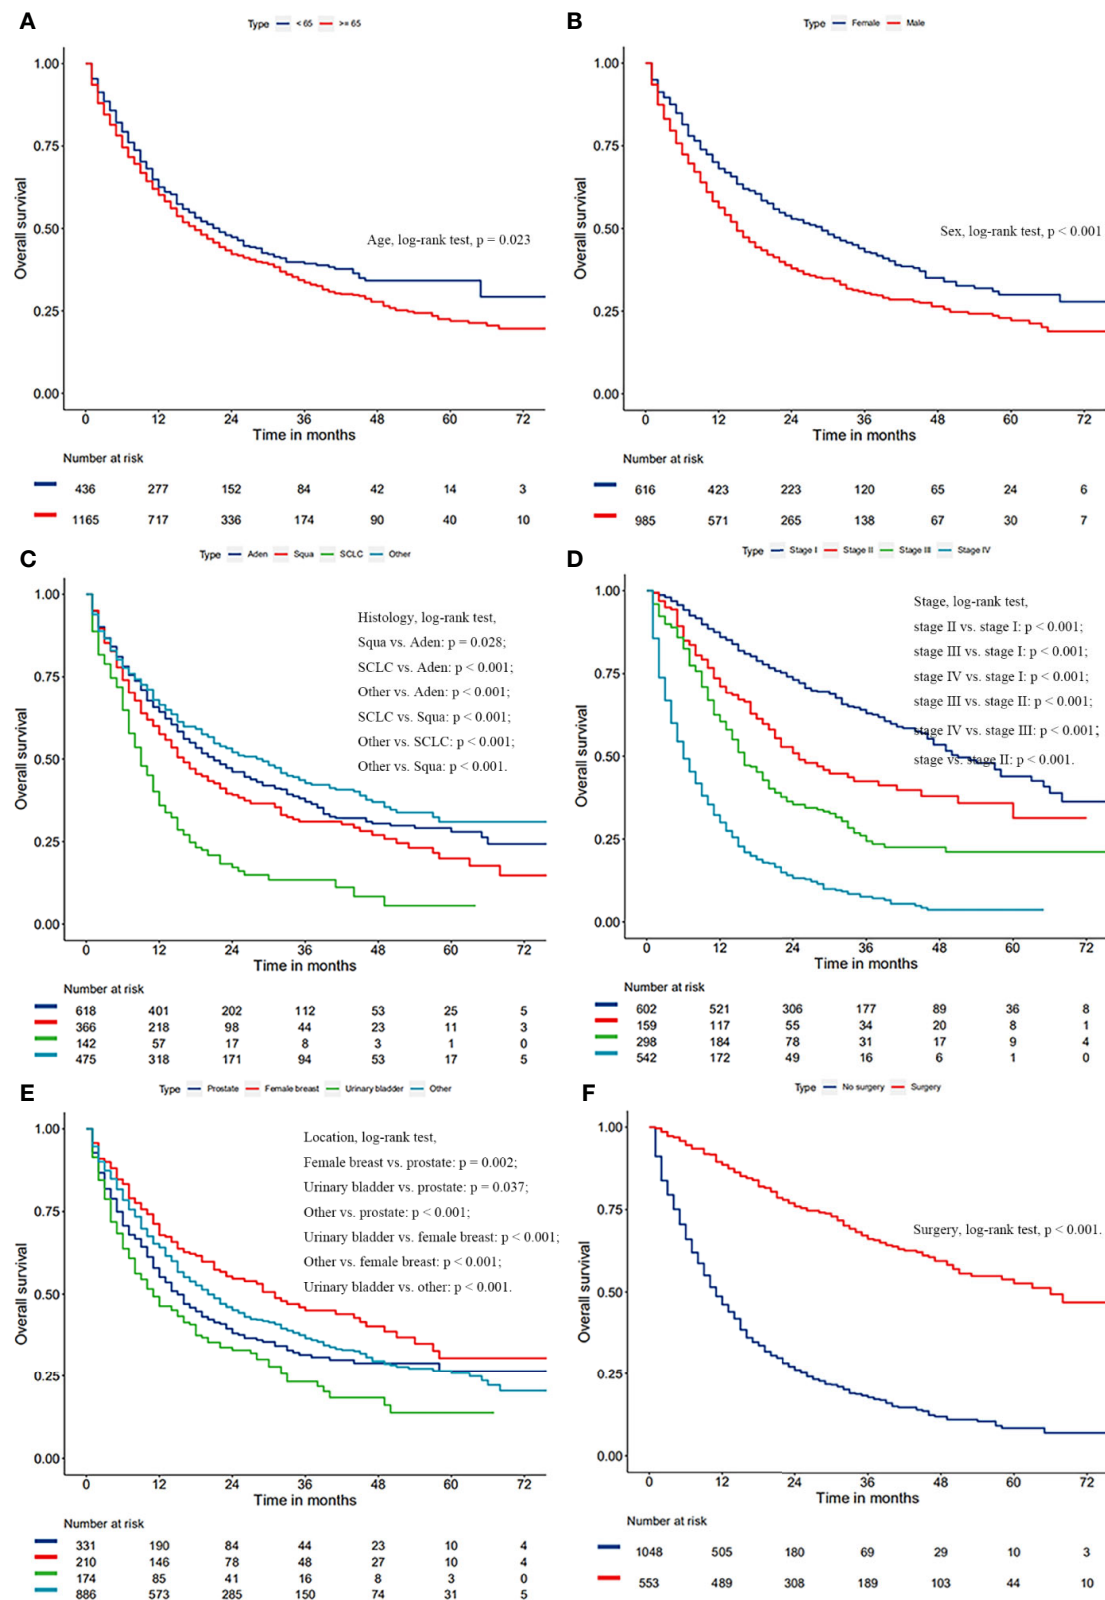 A
Type < 65 >= 65
1.00
0.75
0.50
0.25
0.00
Overall survival
Age, log-rank test, p = 0.023
0 12 24 36 48 60 72
Time in months
Number at risk
436 277 152 84 42 14 3
1165 717 336 174 90 40 10
B
Type Female Male
1.00
0.75
0.50
0.25
0.00
Overall survival
Sex, log-rank test, p < 0.001
0 12 24 36 48 60 72
Time in months
Number at risk
616 423 223 120 65 24 6
985 571 265 138 67 30 7
C
Type Aden Squa SCLC Other
1.00
0.75
0.50
0.25
0.00
Overall survival
Histology, log-rank test,
Squa vs. Aden: p = 0.028;
SCLC vs. Aden: p < 0.001;
Other vs. Aden: p < 0.001;
SCLC vs. Squa: p < 0.001;
Other vs. SCLC: p < 0.001;
Other vs. Squa: p < 0.001.
0 12 24 36 48 60 72
Time in months
Number at risk
618 401 202 112 53 25 5
366 218 98 44 23 11 3
142 57 17 8 3 1 0
475 318 171 94 53 17 5
D
Type Stage I Stage II Stage III Stage IV
1.00
0.75
0.50
0.25
0.00
Overall survival
Stage, log-rank test,
stage II vs. stage I: p < 0.001;
stage III vs. stage I: p < 0.001;
stage IV vs. stage I: p < 0.001;
stage III vs. stage II: p < 0.001;
stage IV vs. stage III: p < 0.001;
stage vs. stage II: p < 0.001.
0 12 24 36 48 60 72
Time in months
Number at risk
602 521 306 177 89 36 8
159 117 55 34 20 8 1
298 184 78 31 17 9 4
542 172 49 16 6 1 0
E
Type Prostate Female breast Urinary bladder Other
1.00
0.75
0.50
0.25
0.00
Overall survival
Location, log-rank test,
Female breast vs. prostate: p = 0.002;
Urinary bladder vs. prostate: p = 0.037;
Other vs. prostate: p < 0.001;
Urinary bladder vs. female breast: p < 0.001;
Other vs. female breast: p < 0.001;
Urinary bladder vs. other: p < 0.001.
0 12 24 36 48 60 72
Time in months
Number at risk
331 190 84 44 23 10 4
210 146 78 48 27 10 4
174 85 41 16 8 3 0
886 573 285 150 74 31 5
F
Type No surgery Surgery
1.00
0.75
0.50
0.25
0.00
Overall survival
Surgery, log-rank test, p < 0.001.
0 12 24 36 48 60 72
Time in months
Number at risk
1048 505 180 69 29 10 3
553 489 308 189 103 44 10